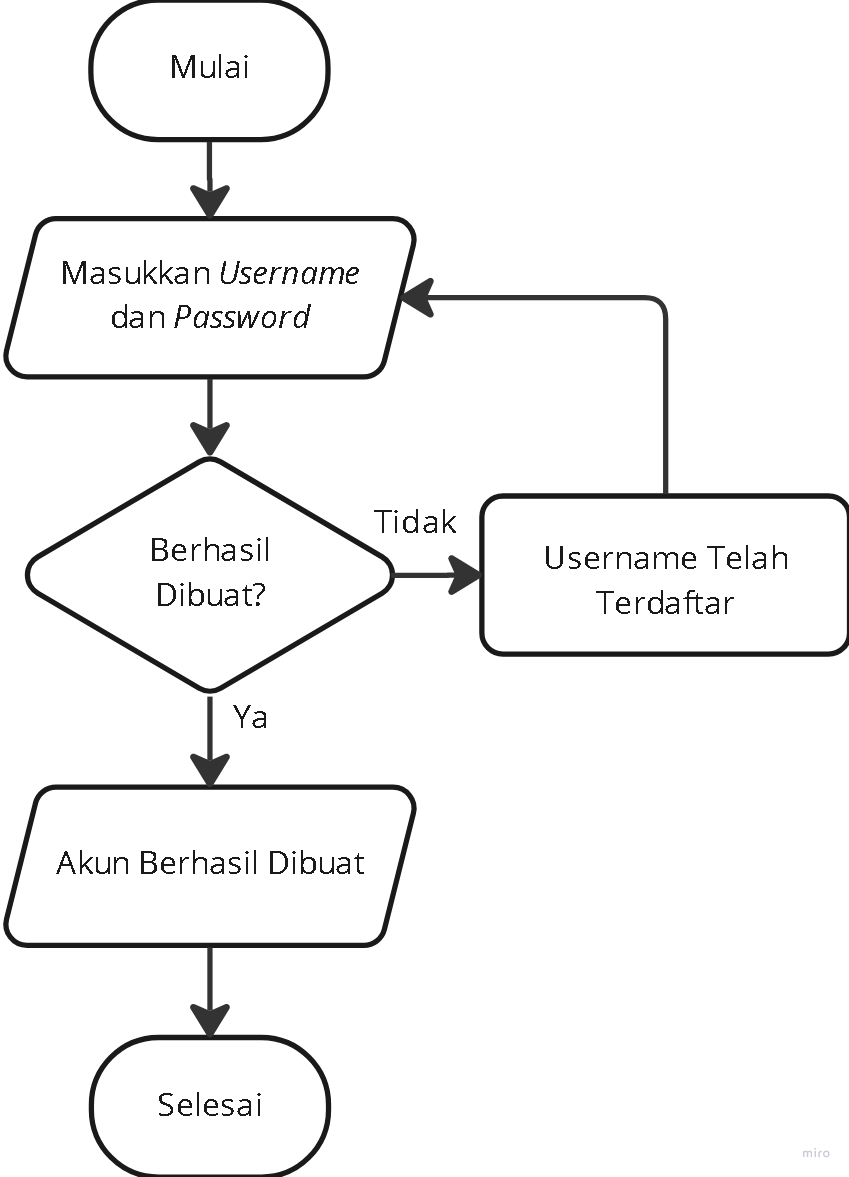 Mulai
Masukkan Username
dan Password
Berhasil
Dibuat?
Tidak
Username Telah
Terdaftar
Ya
Akun Berhasil Dibuat
Selesai
miro